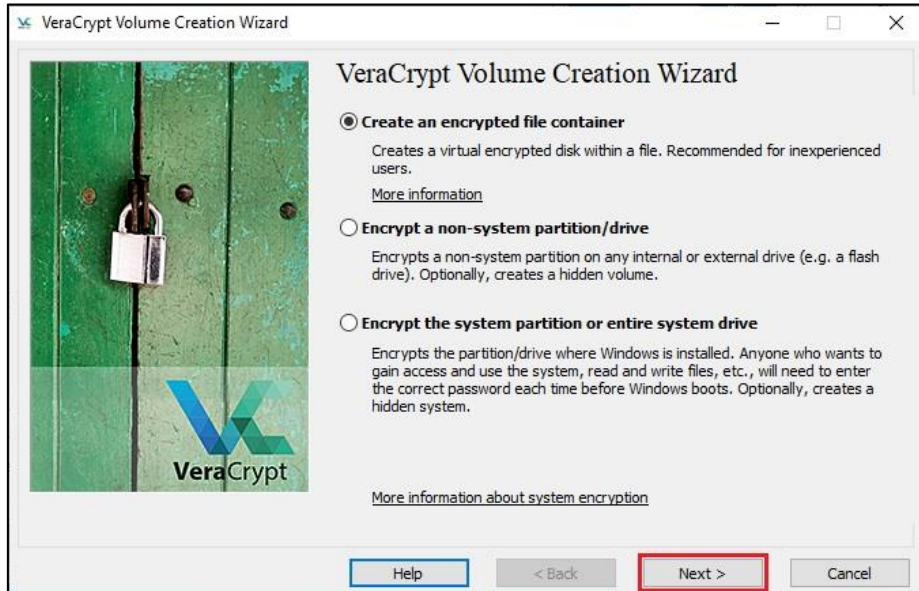 VeraCrypt Volume Creation Wizard
VeraCrypt Volume Creation Wizard
Create an encrypted file container
Creates a virtual encrypted disk within a file. Recommended for inexperienced
users.
More information
Encrypt a non-system partition/drive
Encrypts a non-system partition on any internal or external drive (e.g. a flash
drive). Optionally, creates a hidden volume.
Encrypt the system partition or entire system drive
Encrypts the partition/drive where Windows is installed. Anyone who wants to
gain access and use the system, read and write files, etc., will need to enter
the correct password each time before Windows boots. Optionally, creates a
hidden system.
VeraCrypt
More information about system encryption
Help
< Back
Next >
Cancel